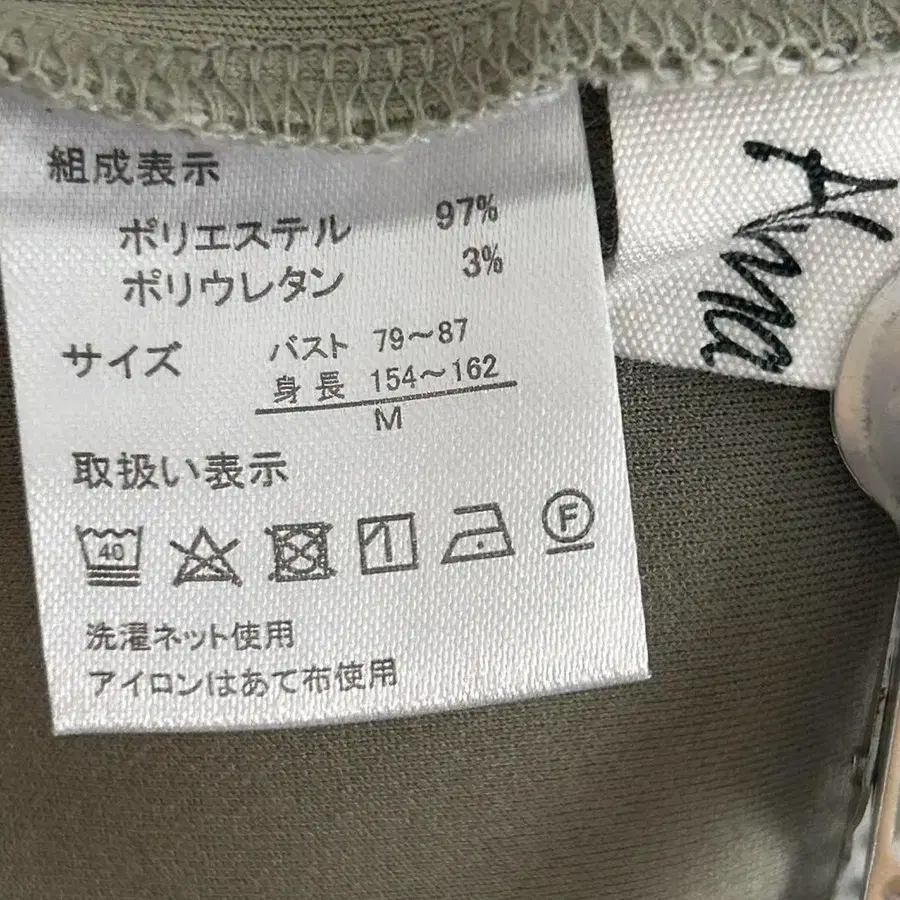 組成表示
ポリエステル 97%
ポリウレタン 3%
サイズ バスト 79～87
身長 154～162
M
取扱い表示
40 F
洗濯ネット使用
アイロンはあて布使用